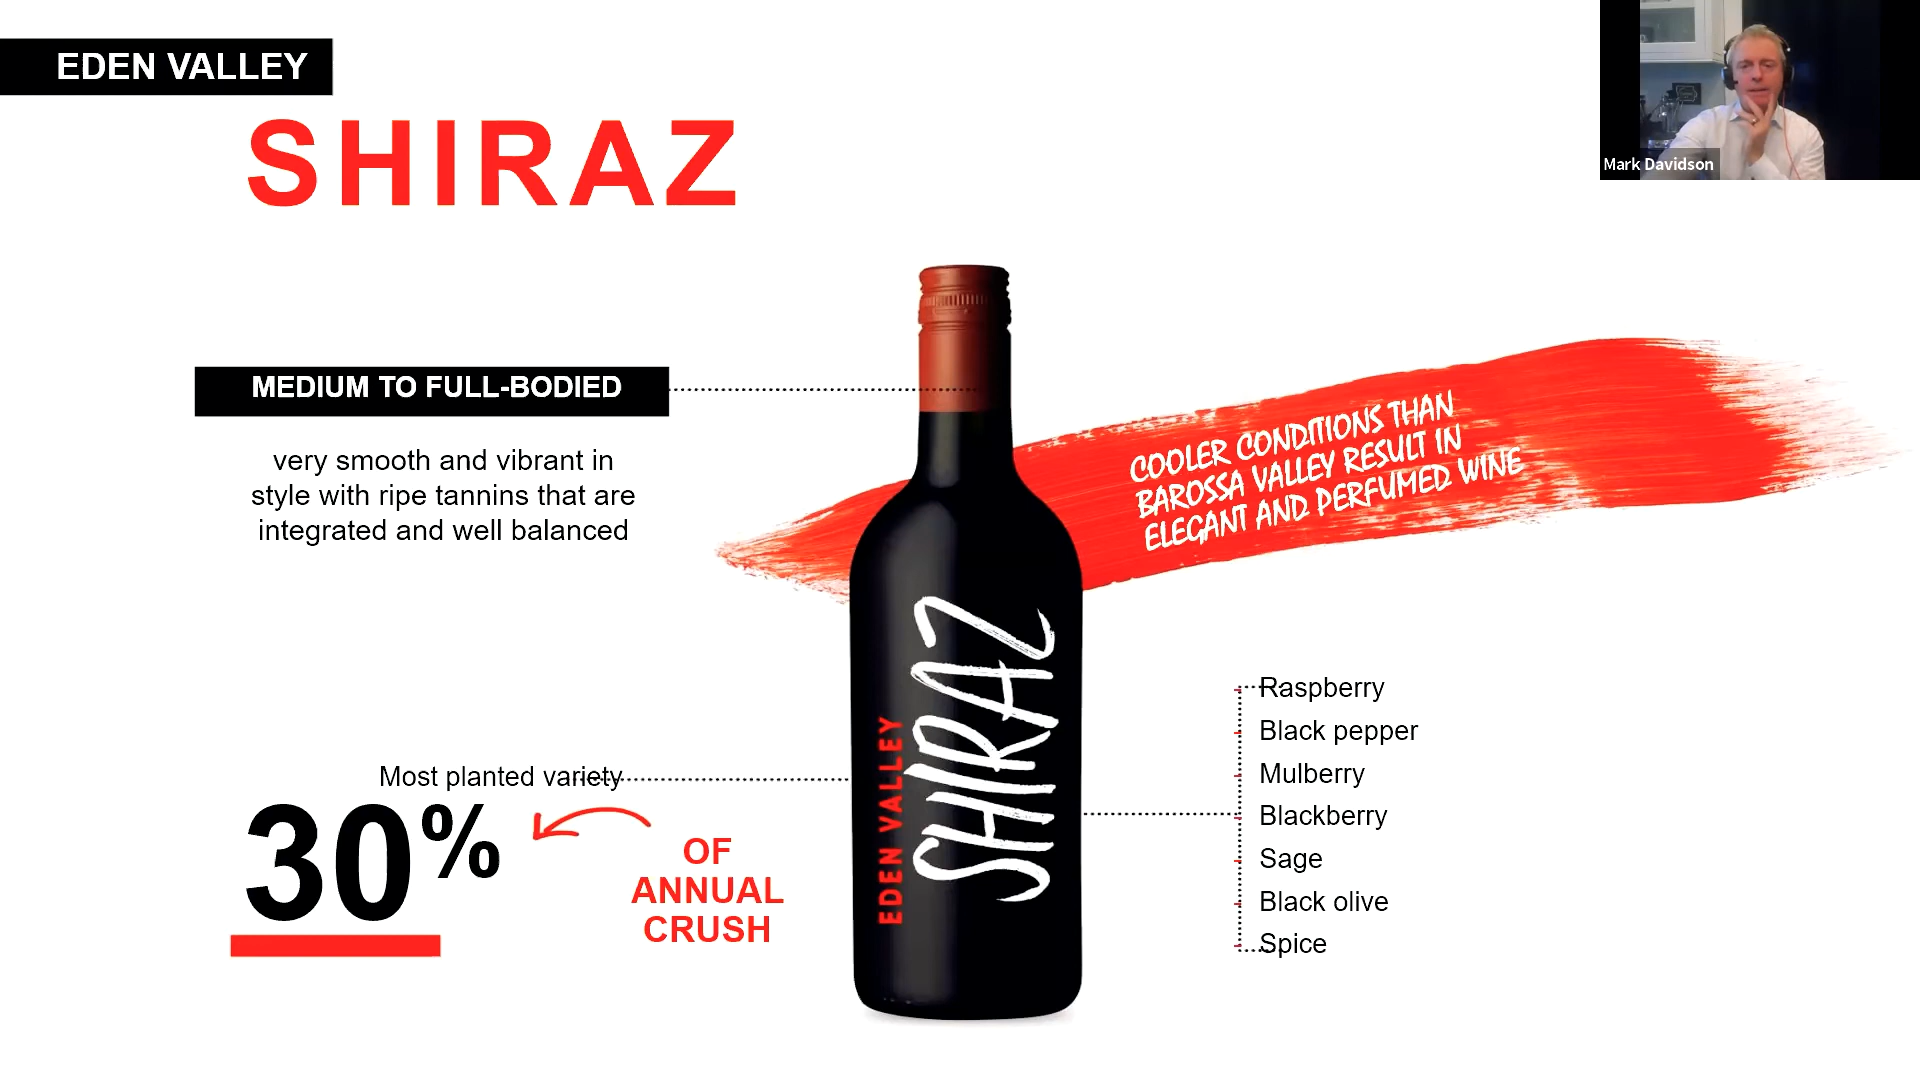 EDEN VALLEY
SHIRAZ
Mark Davidson
MEDIUM TO FULL-BODIED
very smooth and vibrant in
style with ripe tannins that are
integrated and well balanced
COOLER CONDITIONS THAN
BAROSSA VALLEY RESULT IN
ELEGANT AND PERFUMED WINE
Most planted variety
30%
OF
ANNUAL
CRUSH
EDEN VALLEY
SHIRAZ
Raspberry
Black pepper
Mulberry
Blackberry
Sage
Black olive
Spice